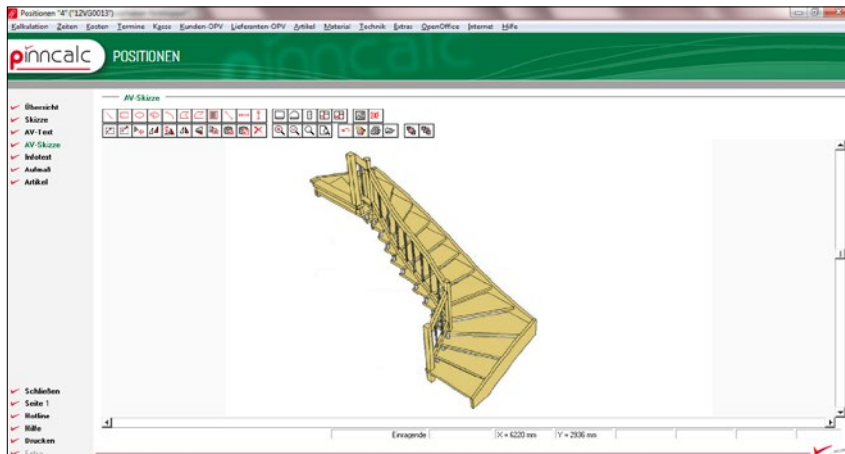 Positionen "4" ("12VG0013")
Kalkulation Zeiten Kosten Termine Kasse Kunden-OPV Lieferanten-OPV Artikel Material Technik Extras OpenOffice Internet Hilfe
pinncalc POSITIONEN
AV-Skizze
Übersicht
Skizze
AV-Text
AV-Skizze
Infotext
Aufmaß
Artikel
Schließen
Seite 1
Hotline
Hilfe
Drucken
Einragende X = 6220 mm Y = 2936 mm